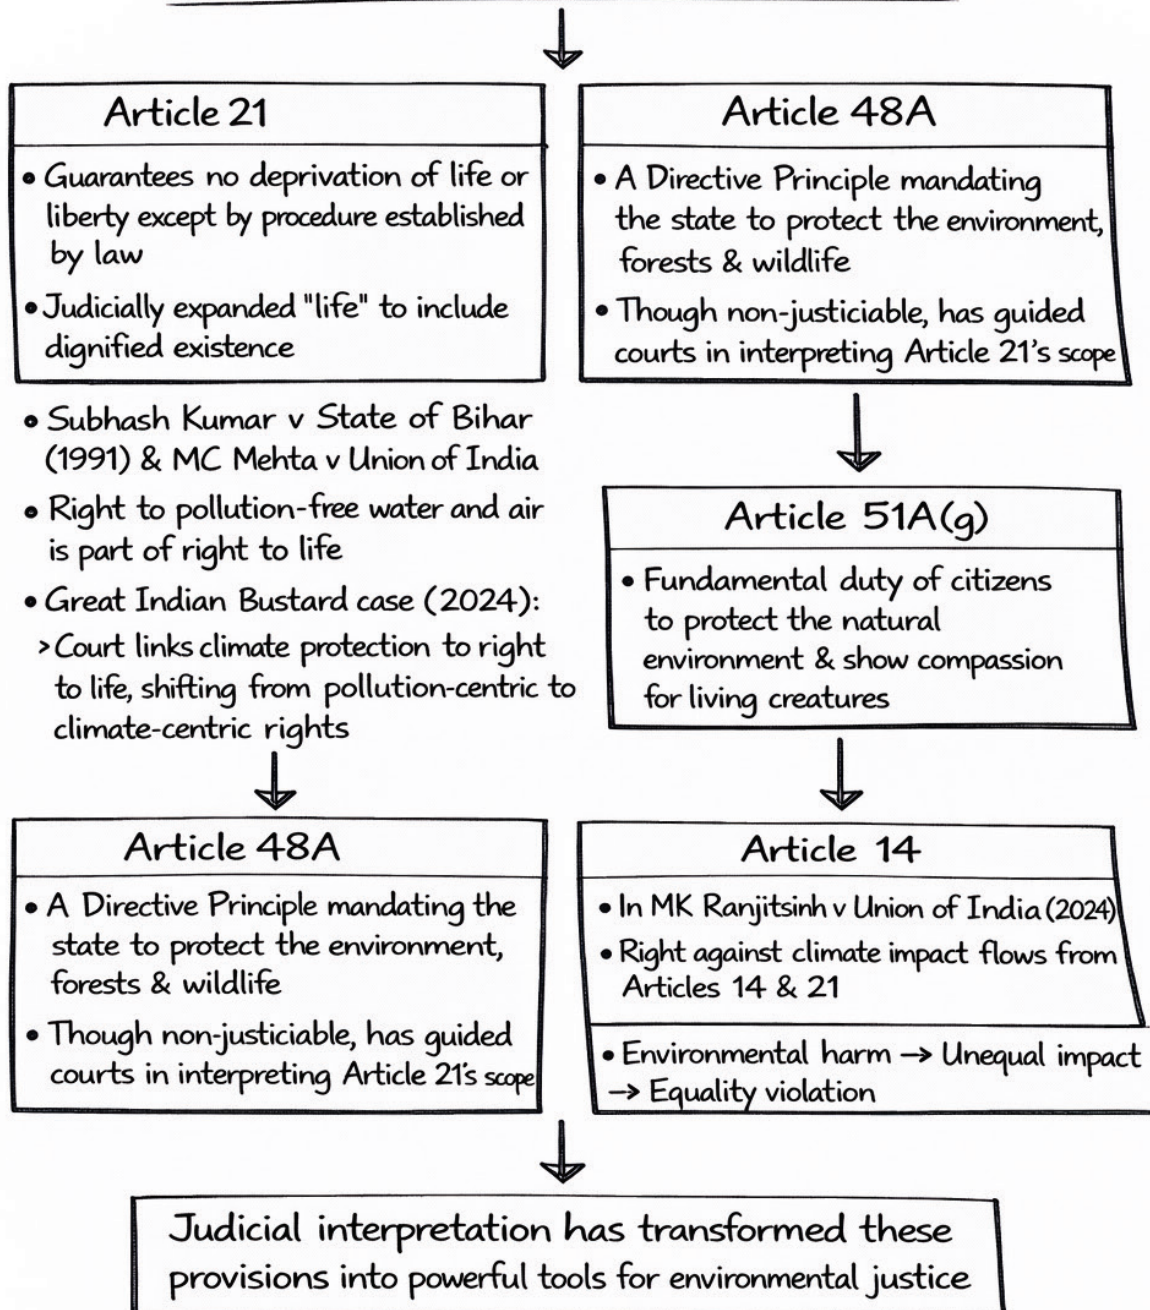 Article 21
• Guarantees no deprivation of life or
liberty except by procedure established
by law
• Judicially expanded "life" to include
dignified existence
• Subhash Kumar v State of Bihar
(1991) & MC Mehta v Union of India
• Right to pollution-free water and air
is part of right to life
• Great Indian Bustard case (2024):
> Court links climate protection to right
to life, shifting from pollution-centric to
climate-centric rights
Article 48A
• A Directive Principle mandating
the state to protect the environment,
forests & wildlife
• Though non-justiciable, has guided
courts in interpreting Article 21's scope
Article 51A(g)
• Fundamental duty of citizens
to protect the natural
environment & show compassion
for living creatures
Article 48A
• A Directive Principle mandating the
state to protect the environment,
forests & wildlife
• Though non-justiciable, has guided
courts in interpreting Article 21's scope
Article 14
• In MK Ranjitsinh v Union of India (2024)
• Right against climate impact flows from
Articles 14 & 21
• Environmental harm → Unequal impact
→ Equality violation
Judicial interpretation has transformed these
provisions into powerful tools for environmental justice